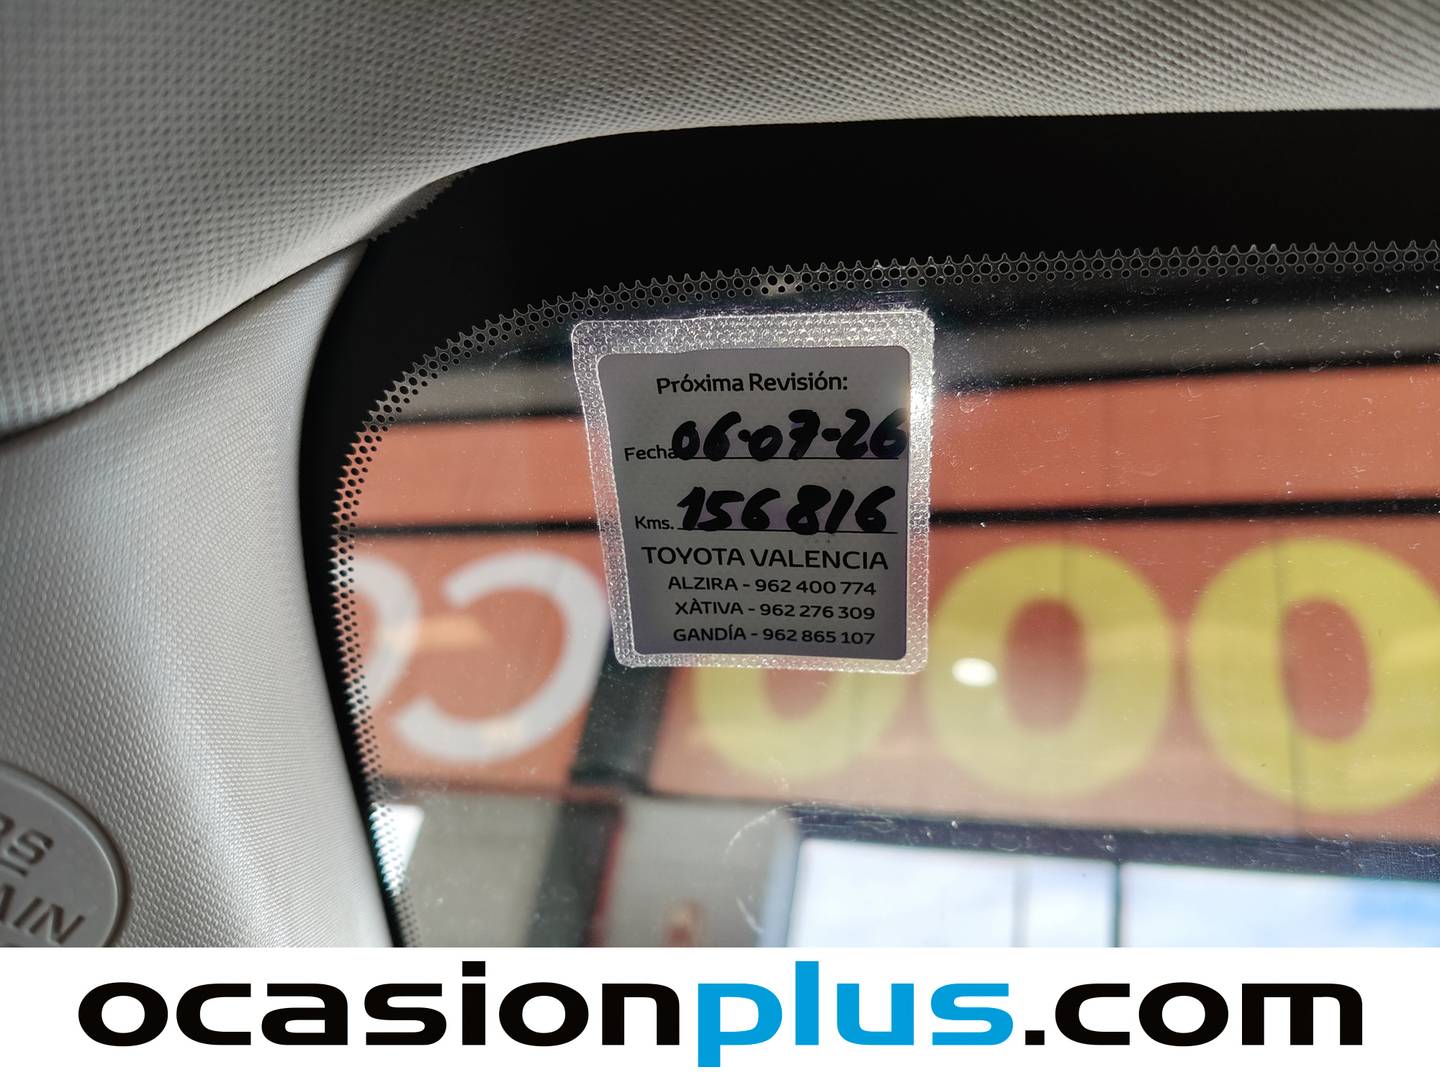 Próxima Revisión:
Fecha 06-07-26
Kms. 156816
TOYOTA VALENCIA
ALZIRA - 962 400 774
XÀTIVA - 962 276 309
GANDÍA - 962 865 107
ocasionplus.com